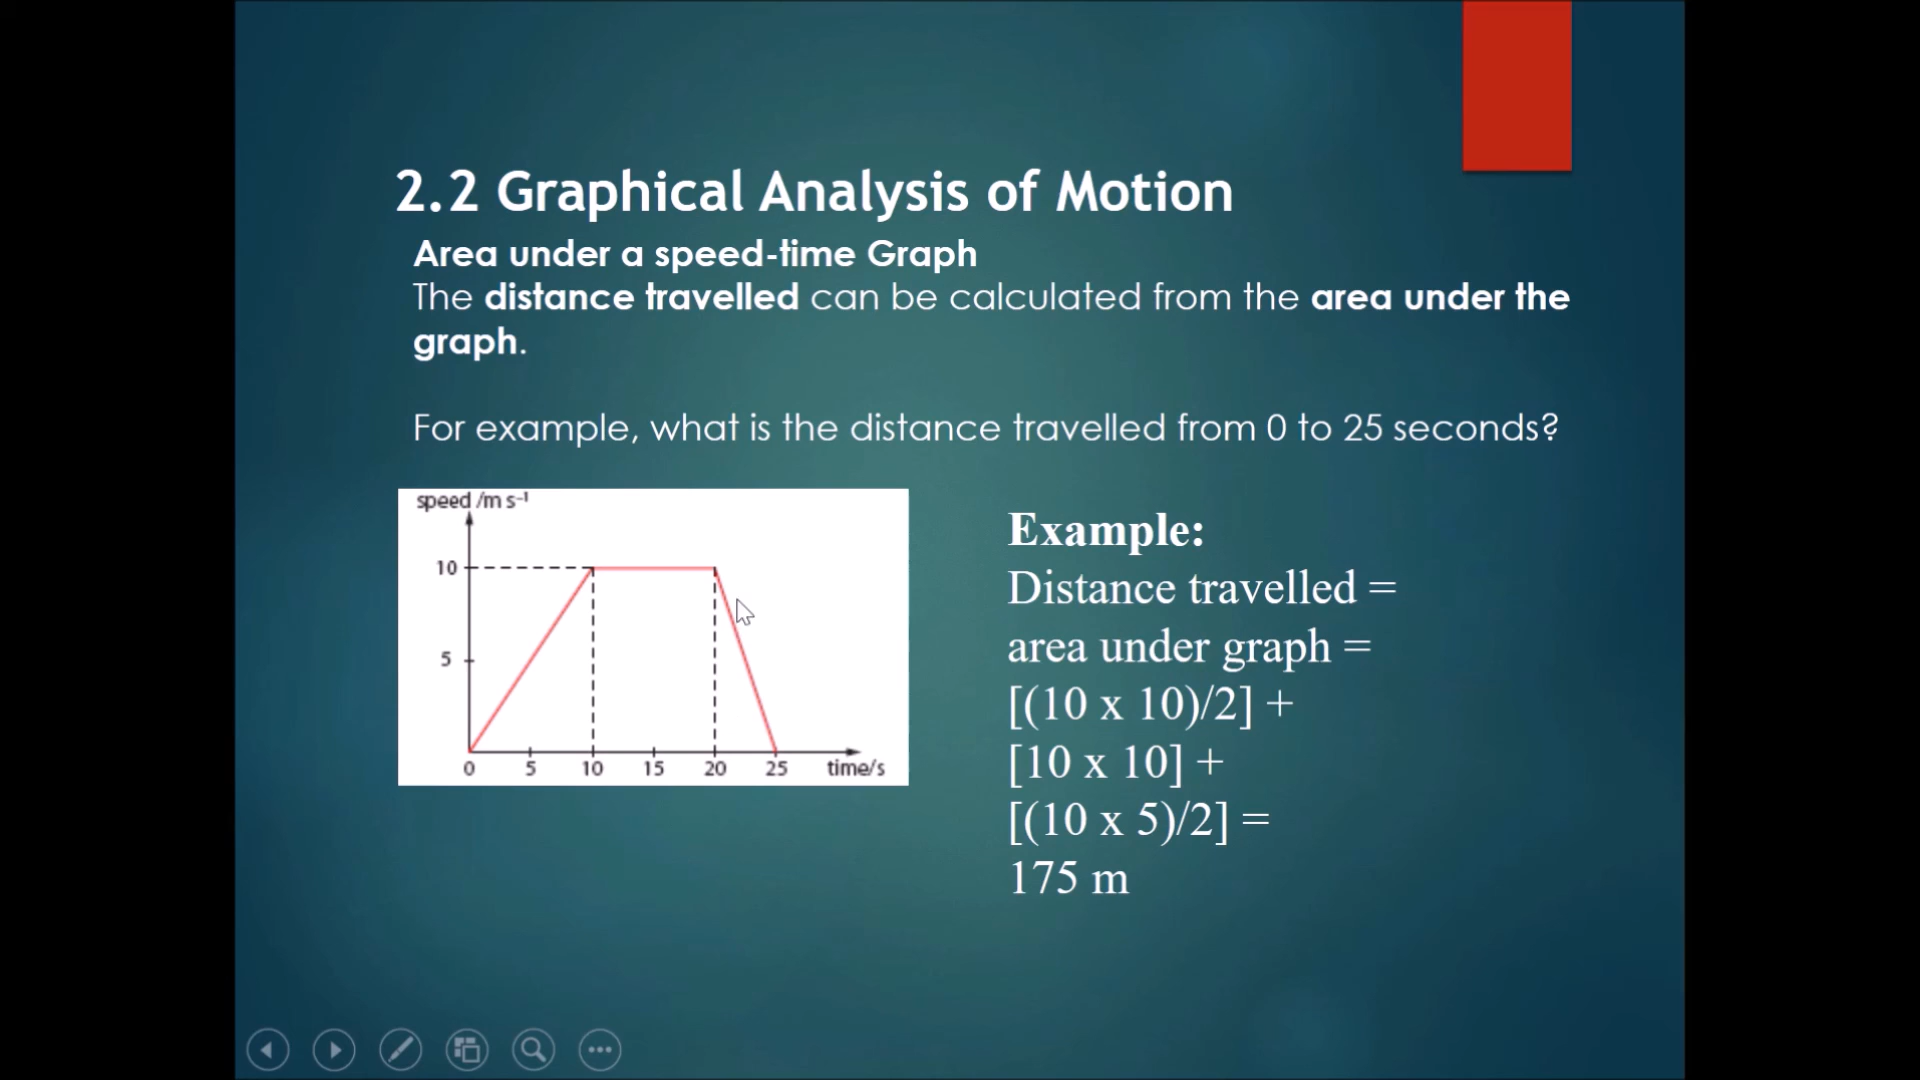 2.2 Graphical Analysis of Motion
Area under a speed-time Graph
The distance travelled can be calculated from the area under the
graph.
For example, what is the distance travelled from 0 to 25 seconds?
speed /m s⁻¹
10
5
0 5 10 15 20 25 time/s
Example:
Distance travelled =
area under graph =
[(10 x 10)/2] +
[10 x 10] +
[(10 x 5)/2] =
175 m